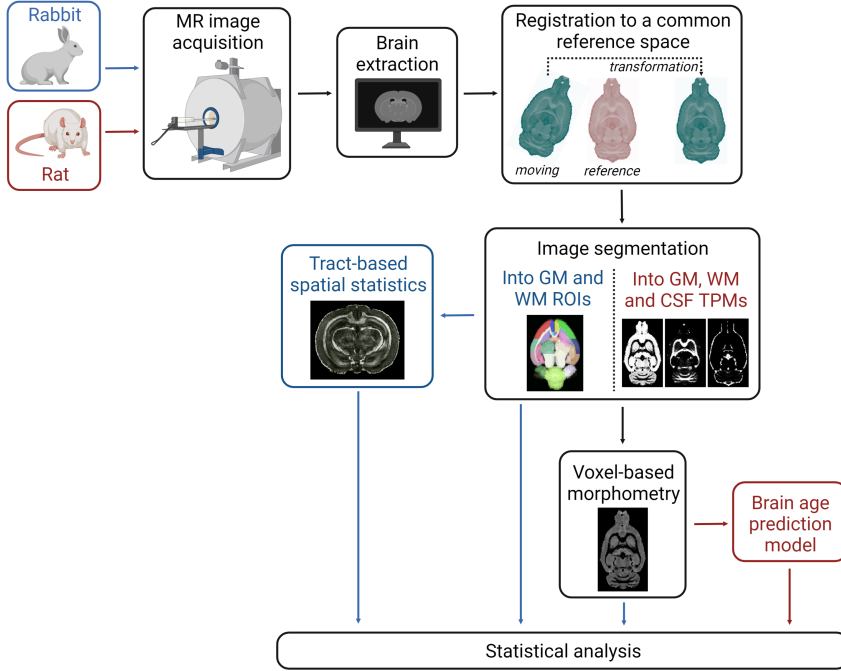 Rabbit
Rat
MR image
acquisition
Brain
extraction
Registration to a common
reference space
transformation
moving
reference
Image segmentation
Into GM and
WM ROIs
Into GM, WM
and CSF TPMs
Tract-based
spatial statistics
Voxel-based
morphometry
Brain age
prediction
model
Statistical analysis